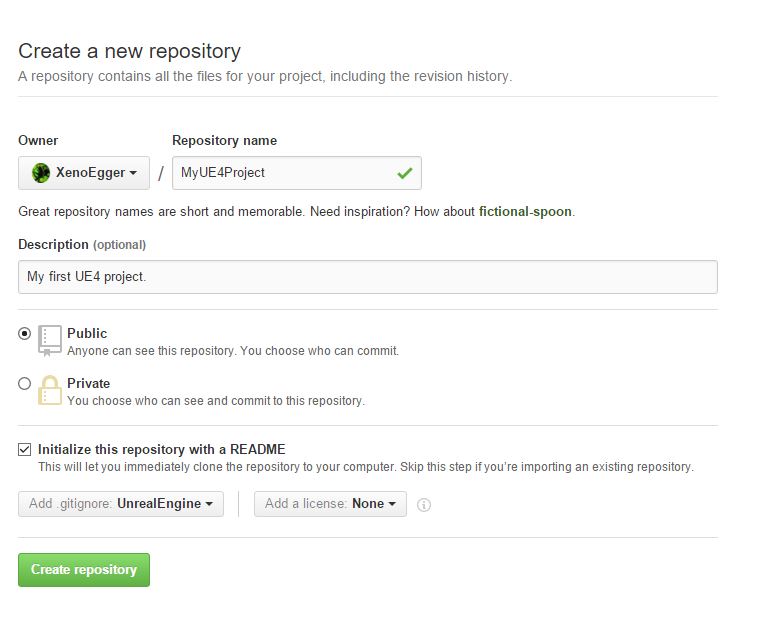 Create a new repository
A repository contains all the files for your project, including the revision history.
Owner Repository name
XenoEgger / MyUE4Project
Great repository names are short and memorable. Need inspiration? How about fictional-spoon.
Description (optional)
My first UE4 project.
Public
Anyone can see this repository. You choose who can commit.
Private
You choose who can see and commit to this repository.
Initialize this repository with a README
This will let you immediately clone the repository to your computer. Skip this step if you're importing an existing repository.
Add .gitignore: UnrealEngine Add a license: None
Create repository